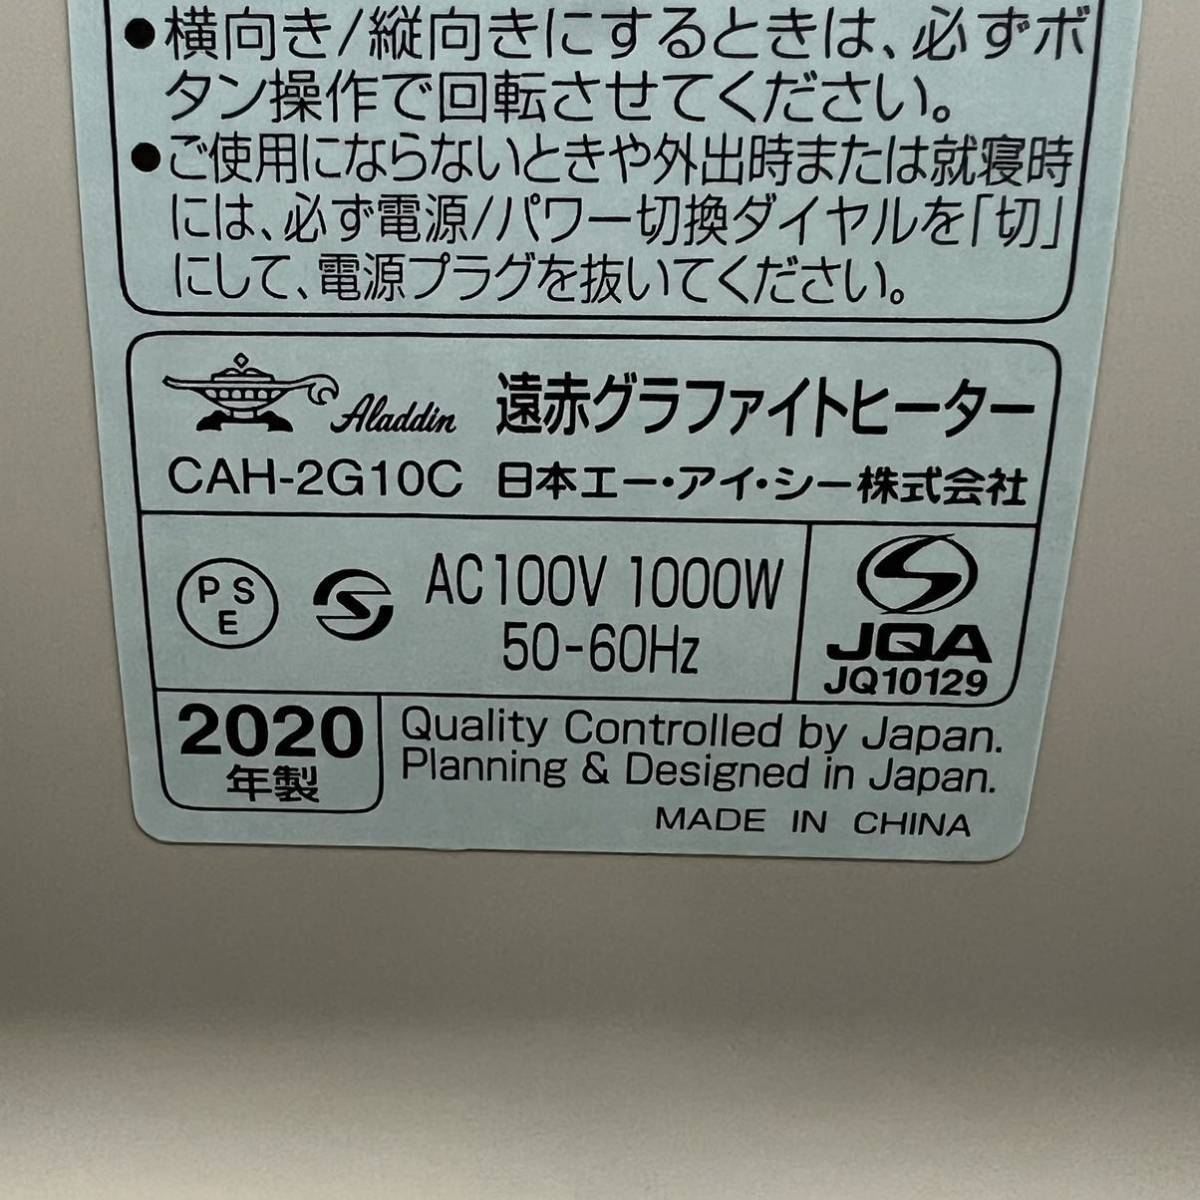 ●横向き/縦向きにするときは、必ずボ
タン操作で回転させてください。
●ご使用にならないときや外出時または就寝時
には、必ず電源/パワー切換ダイヤルを「切」
にして、電源プラグを抜いてください。
Aladdin 遠赤グラファイトヒーター
CAH-2G10C 日本エー・アイ・シー株式会社
PSE S AC100V 1000W
50-60Hz
JQA
JQ10129
2020
年製
Quality Controlled by Japan.
Planning & Designed in Japan.
MADE IN CHINA